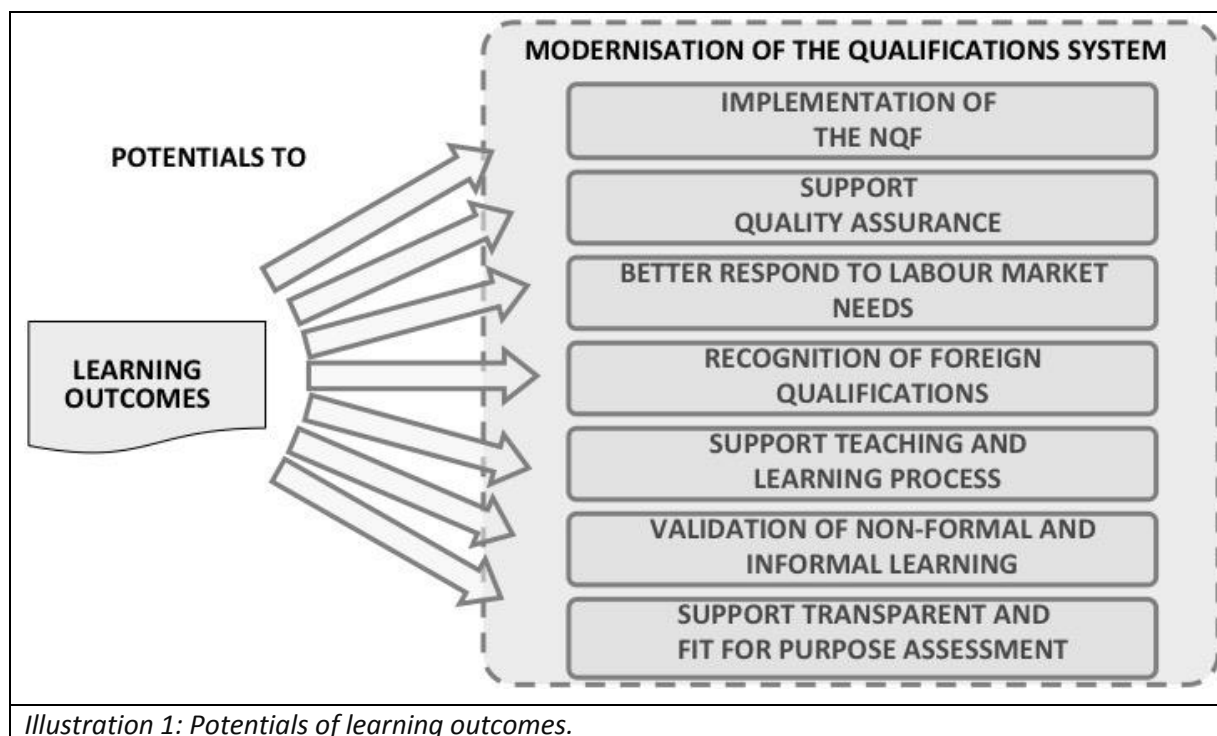 MODERNISATION OF THE QUALIFICATIONS SYSTEM
IMPLEMENTATION OF
THE NQF
POTENTIALS TO
SUPPORT
QUALITY ASSURANCE
BETTER RESPOND TO LABOUR MARKET
NEEDS
LEARNING
OUTCOMES
RECOGNITION OF FOREIGN
QUALIFICATIONS
SUPPORT TEACHING AND
LEARNING PROCESS
VALIDATION OF NON-FORMAL AND
INFORMAL LEARNING
SUPPORT TRANSPARENT AND
FIT FOR PURPOSE ASSESSMENT
Illustration 1: Potentials of learning outcomes.